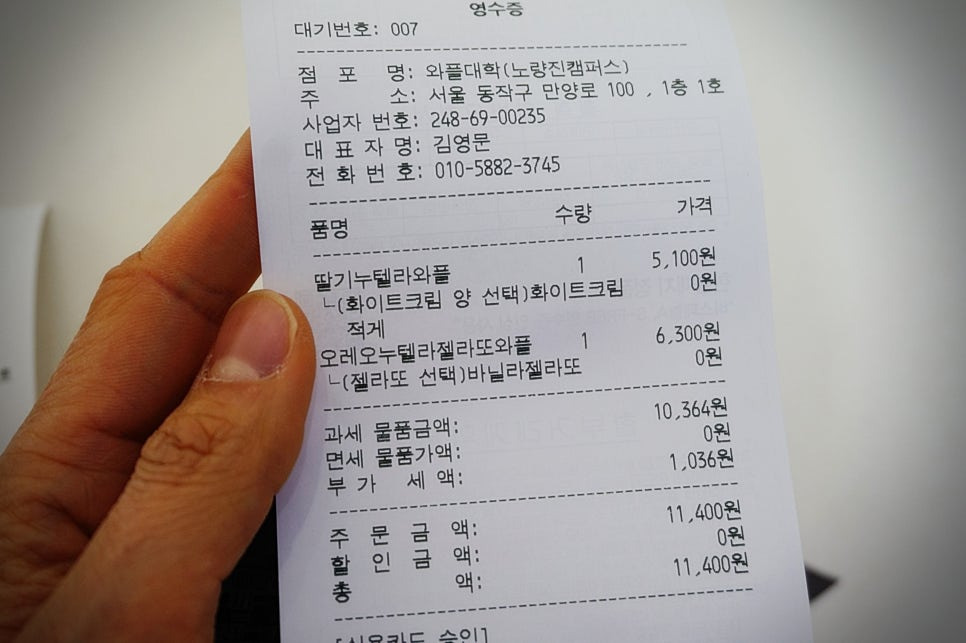 영수증
대기번호: 007
점 포 명: 와플대학(노량진캠퍼스)
주 소: 서울 동작구 만양로 100 , 1층 1호
사업자 번호: 248-69-00235
대 표 자 명: 김영문
전 화 번 호: 010-5882-3745
품명 수량 가격
딸기누텔라와플 1 5,100원
ㄴ(화이트크림 양 선택)화이트크림 0원
적게
오레오누텔라젤라또와플 1 6,300원
ㄴ(젤라또 선택)바닐라젤라또 0원
과세 물품금액: 10,364원
면세 물품가액: 0원
부 가 세 액: 1,036원
주 문 금 액: 11,400원
할 인 금 액: 0원
총 액: 11,400원
[신용카드 승인]